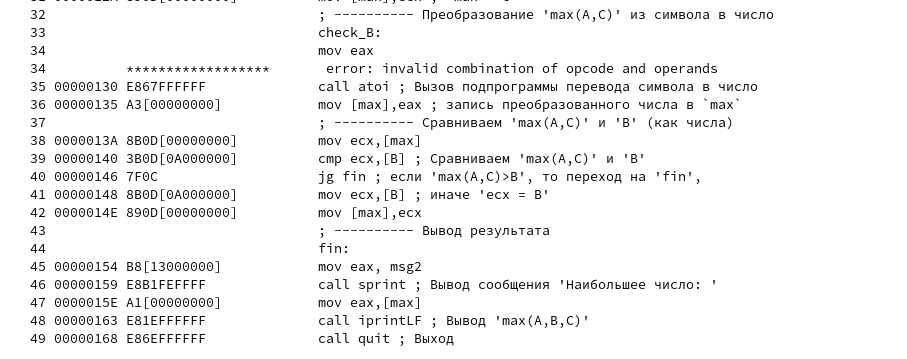 32 ; ---------- Преобразование 'max(A,C)' из символа в число
33 check_B:
34 mov eax
34 ****************** error: invalid combination of opcode and operands
35 00000130 E867FFFFFF call atoi ; Вызов подпрограммы перевода символа в число
36 00000135 A3[00000000] mov [max],eax ; запись преобразованного числа в `max`
37 ; ---------- Сравниваем 'max(A,C)' и 'B' (как числа)
38 0000013A 8B0D[00000000] mov ecx,[max]
39 00000140 3B0D[0A000000] cmp ecx,[B] ; Сравниваем 'max(A,C)' и 'B'
40 00000146 7F0C jg fin ; если 'max(A,C)>B', то переход на 'fin',
41 00000148 8B0D[0A000000] mov ecx,[B] ; иначе 'ecx = B'
42 0000014E 890D[00000000] mov [max],ecx
43 ; ---------- Вывод результата
44 fin:
45 00000154 B8[13000000] mov eax, msg2
46 00000159 E8B1FEFFFF call sprint ; Вывод сообщения 'Наибольшее число: '
47 0000015E A1[00000000] mov eax,[max]
48 00000163 E81EFFFFFF call iprintLF ; Вывод 'max(A,B,C)'
49 00000168 E86EFFFFFF call quit ; Выход